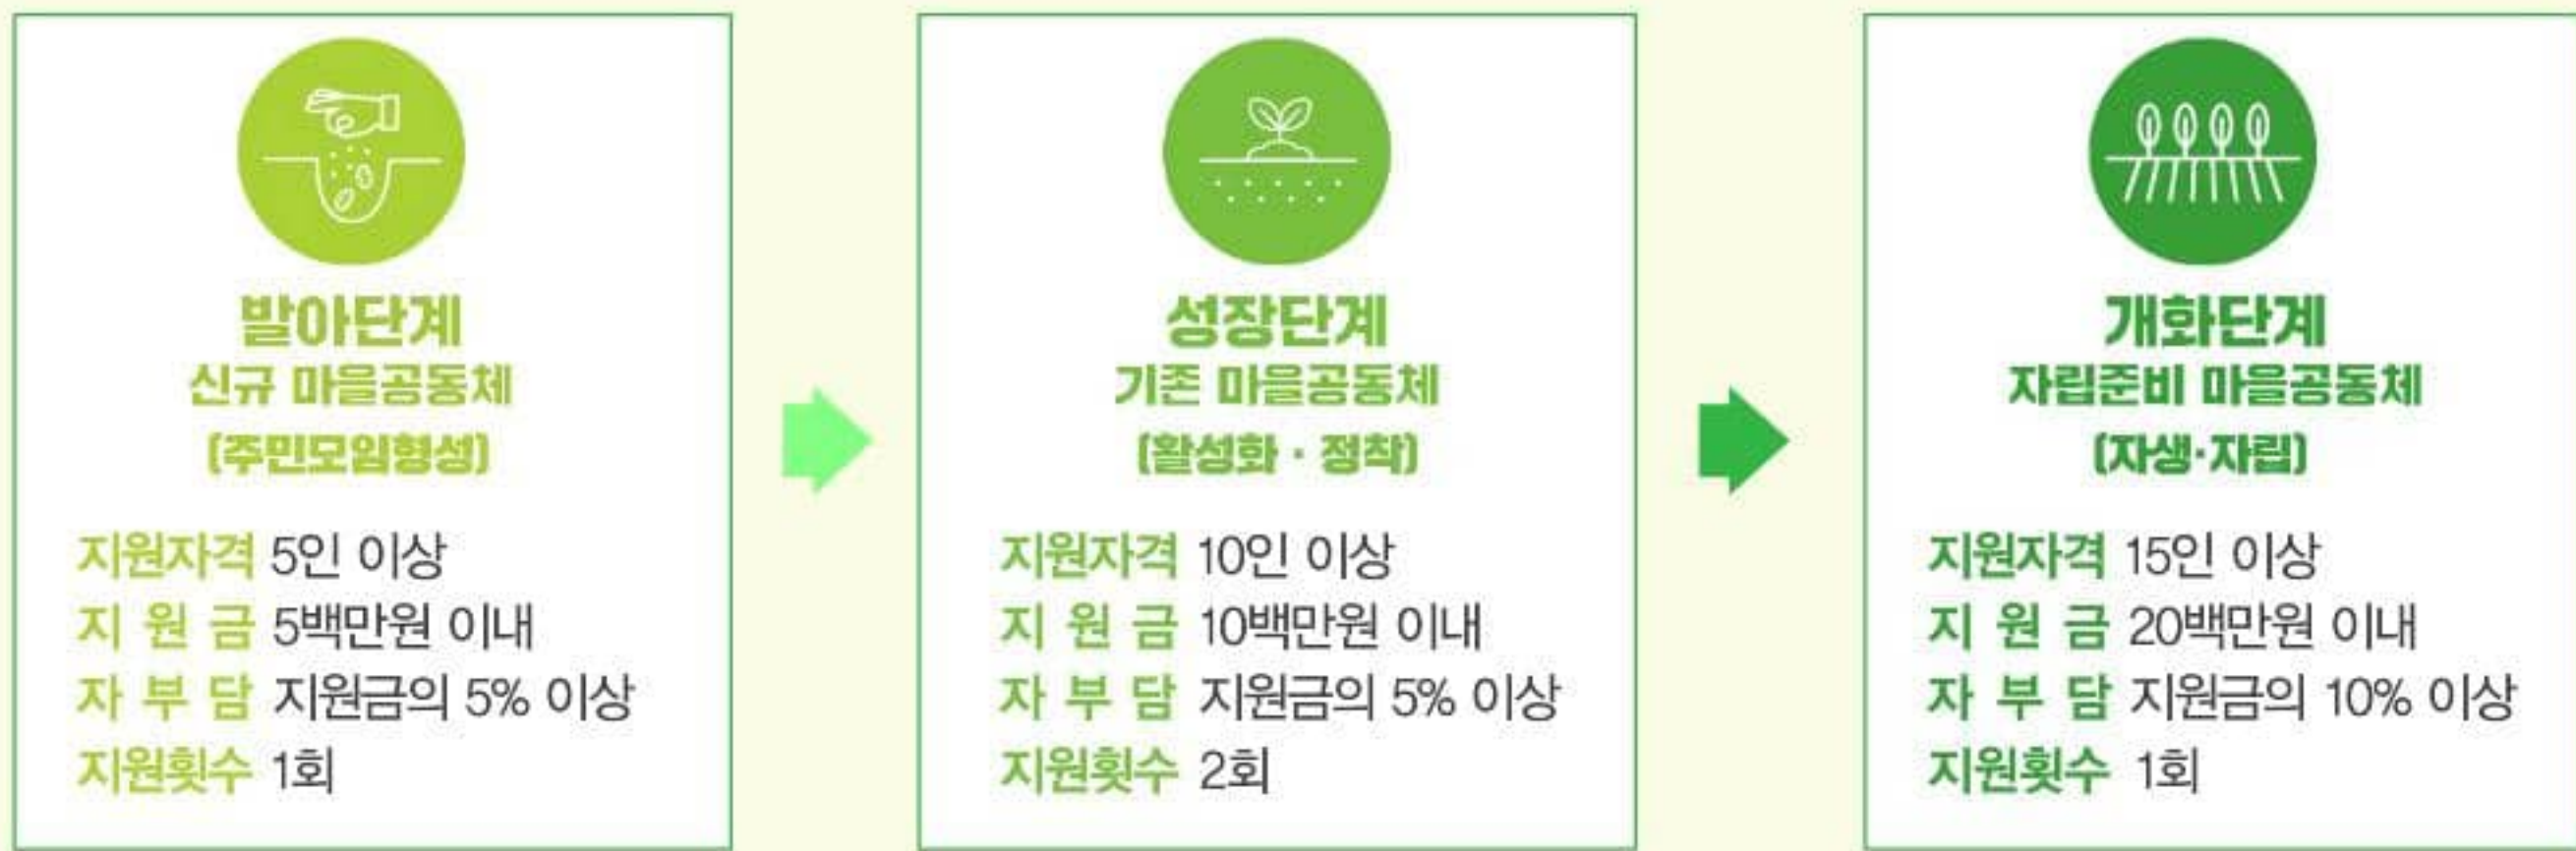 발아단계
신규 마을공동체
(주민모임형성)
지원자격 5인 이상
지 원 금 5백만원 이내
자 부 담 지원금의 5% 이상
지원횟수 1회
성장단계
기존 마을공동체
(활성화 · 정착)
지원자격 10인 이상
지 원 금 10백만원 이내
자 부 담 지원금의 5% 이상
지원횟수 2회
개화단계
자립준비 마을공동체
(자생·자립)
지원자격 15인 이상
지 원 금 20백만원 이내
자 부 담 지원금의 10% 이상
지원횟수 1회